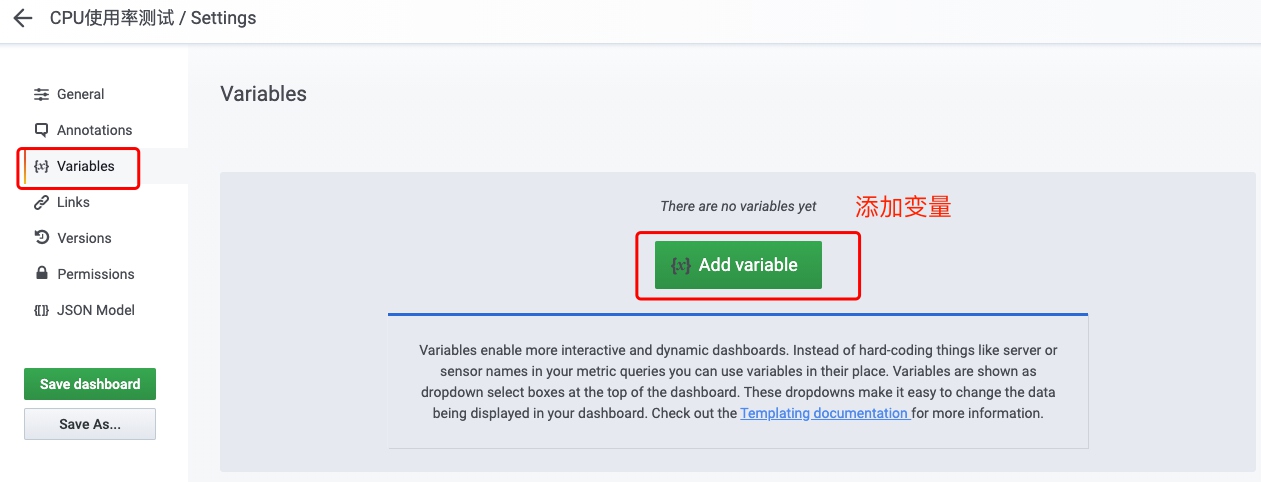 CPU使用率测试 / Settings
General
Annotations
{x} Variables
Links
Versions
Permissions
{[]} JSON Model
Save dashboard
Save As...
Variables
There are no variables yet
添加变量
{x} Add variable
Variables enable more interactive and dynamic dashboards. Instead of hard-coding things like server or
sensor names in your metric queries you can use variables in their place. Variables are shown as
dropdown select boxes at the top of the dashboard. These dropdowns make it easy to change the data
being displayed in your dashboard. Check out the Templating documentation for more information.